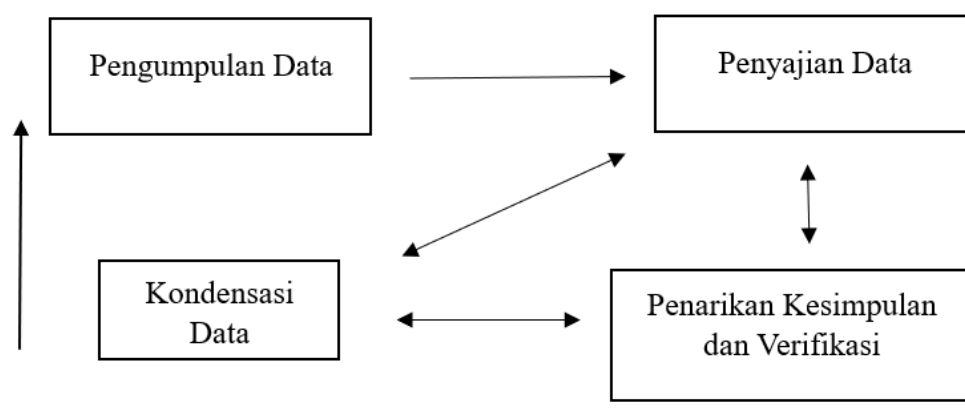 Pengumpulan Data
Penyajian Data
Kondensasi
Data
Penarikan Kesimpulan
dan Verifikasi